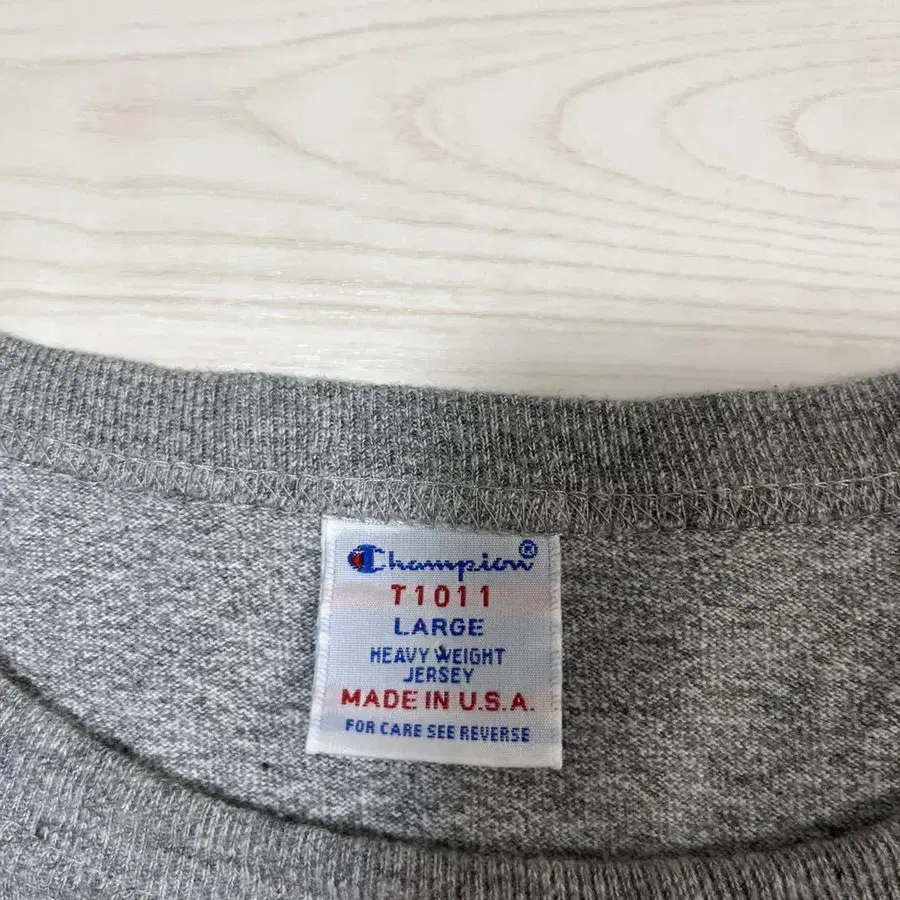 Champion®
T1011
LARGE
HEAVY WEIGHT
JERSEY
MADE IN U.S.A.
FOR CARE SEE REVERSE